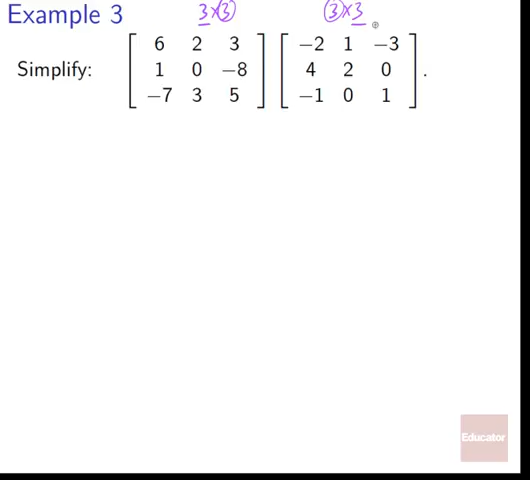 Example 3 3×3 3×3
Simplify: [ 6 2 3 ] [ −2 1 −3 ]
[ 1 0 −8 ] [ 4 2 0 ] .
[ −7 3 5 ] [ −1 0 1 ]
Educator